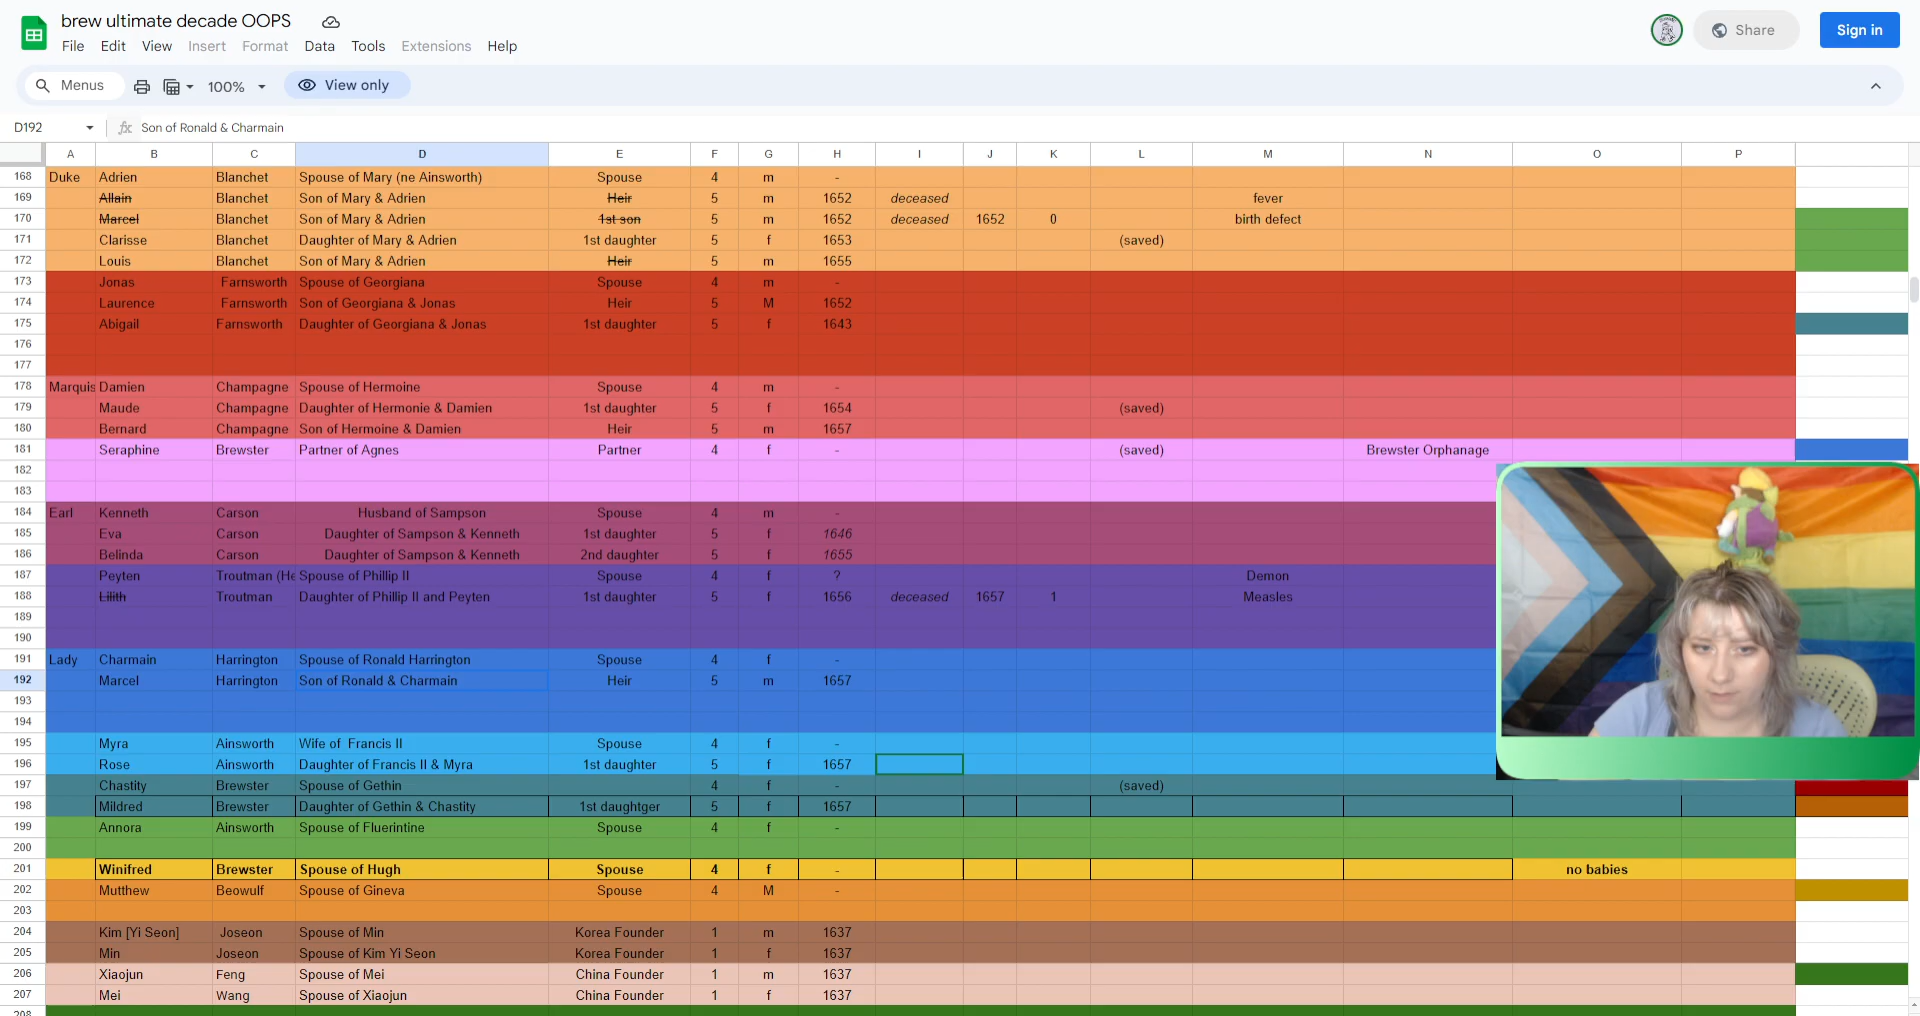 brew ultimate decade OOPS
Share
Sign in
File Edit View Insert Format Data Tools Extensions Help
Menus 100% View only
D192 fx Son of Ronald & Charmain
A B C D E F G H I J K L M N O P
168 Duke Adrien Blanchet Spouse of Mary (ne Ainsworth) Spouse 4 m -
169 Allain Blanchet Son of Mary & Adrien Heir 5 m 1652 deceased fever
170 Marcel Blanchet Son of Mary & Adrien 1st son 5 m 1652 deceased 1652 0 birth defect
171 Clarisse Blanchet Daughter of Mary & Adrien 1st daughter 5 f 1653 (saved)
172 Louis Blanchet Son of Mary & Adrien Heir 5 m 1655
173 Jonas Farnsworth Spouse of Georgiana Spouse 4 m -
174 Laurence Farnsworth Son of Georgiana & Jonas Heir 5 M 1652
175 Abigail Farnsworth Daughter of Georgiana & Jonas 1st daughter 5 f 1643
176
177
178 Marquis Damien Champagne Spouse of Hermoine Spouse 4 m -
179 Maude Champagne Daughter of Hermonie & Damien 1st daughter 5 f 1654 (saved)
180 Bernard Champagne Son of Hermoine & Damien Heir 5 m 1657
181 Seraphine Brewster Partner of Agnes Partner 4 f - (saved) Brewster Orphanage
182
183
184 Earl Kenneth Carson Husband of Sampson Spouse 4 m -
185 Eva Carson Daughter of Sampson & Kenneth 1st daughter 5 f 1646
186 Belinda Carson Daughter of Sampson & Kenneth 2nd daughter 5 f 1655
187 Peyten Troutman (He Spouse of Phillip II Spouse 4 f ? Demon
188 Lilith Troutman Daughter of Phillip II and Peyten 1st daughter 5 f 1656 deceased 1657 1 Measles
189
190
191 Lady Charmain Harrington Spouse of Ronald Harrington Spouse 4 f -
192 Marcel Harrington Son of Ronald & Charmain Heir 5 m 1657
193
194
195 Myra Ainsworth Wife of Francis II Spouse 4 f -
196 Rose Ainsworth Daughter of Francis II & Myra 1st daughter 5 f 1657
197 Chastity Brewster Spouse of Gethin 4 f - (saved)
198 Mildred Brewster Daughter of Gethin & Chastity 1st daughtger 5 f 1657
199 Annora Ainsworth Spouse of Fluerintine Spouse 4 f -
200
201 Winifred Brewster Spouse of Hugh Spouse 4 f - no babies
202 Mutthew Beowulf Spouse of Gineva Spouse 4 M -
203
204 Kim [Yi Seon] Joseon Spouse of Min Korea Founder 1 m 1637
205 Min Joseon Spouse of Kim Yi Seon Korea Founder 1 f 1637
206 Xiaojun Feng Spouse of Mei China Founder 1 m 1637
207 Mei Wang Spouse of Xiaojun China Founder 1 f 1637
208